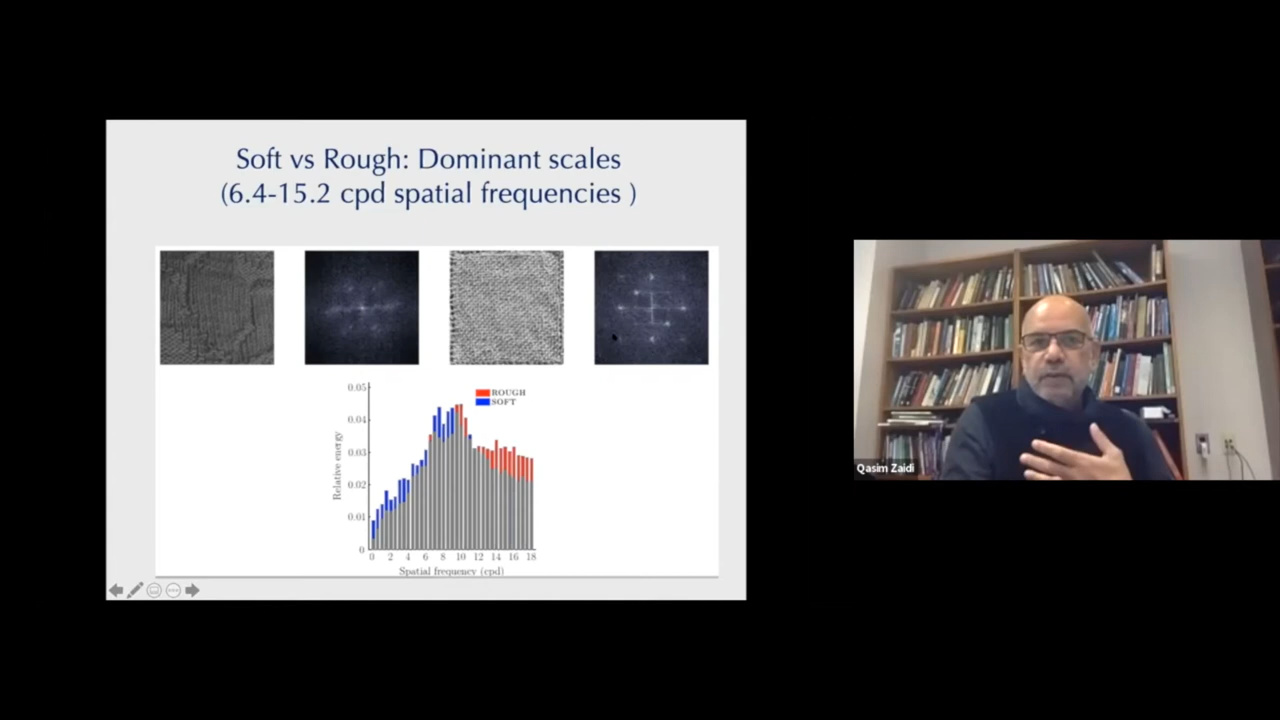 Soft vs Rough: Dominant scales
(6.4-15.2 cpd spatial frequencies )
0.05
0.04
0.03
0.02
0.01
0
Relative energy
ROUGH
SOFT
0 2 4 6 8 10 12 14 16 18
Spatial frequency (cpd)
Qasim Zaidi